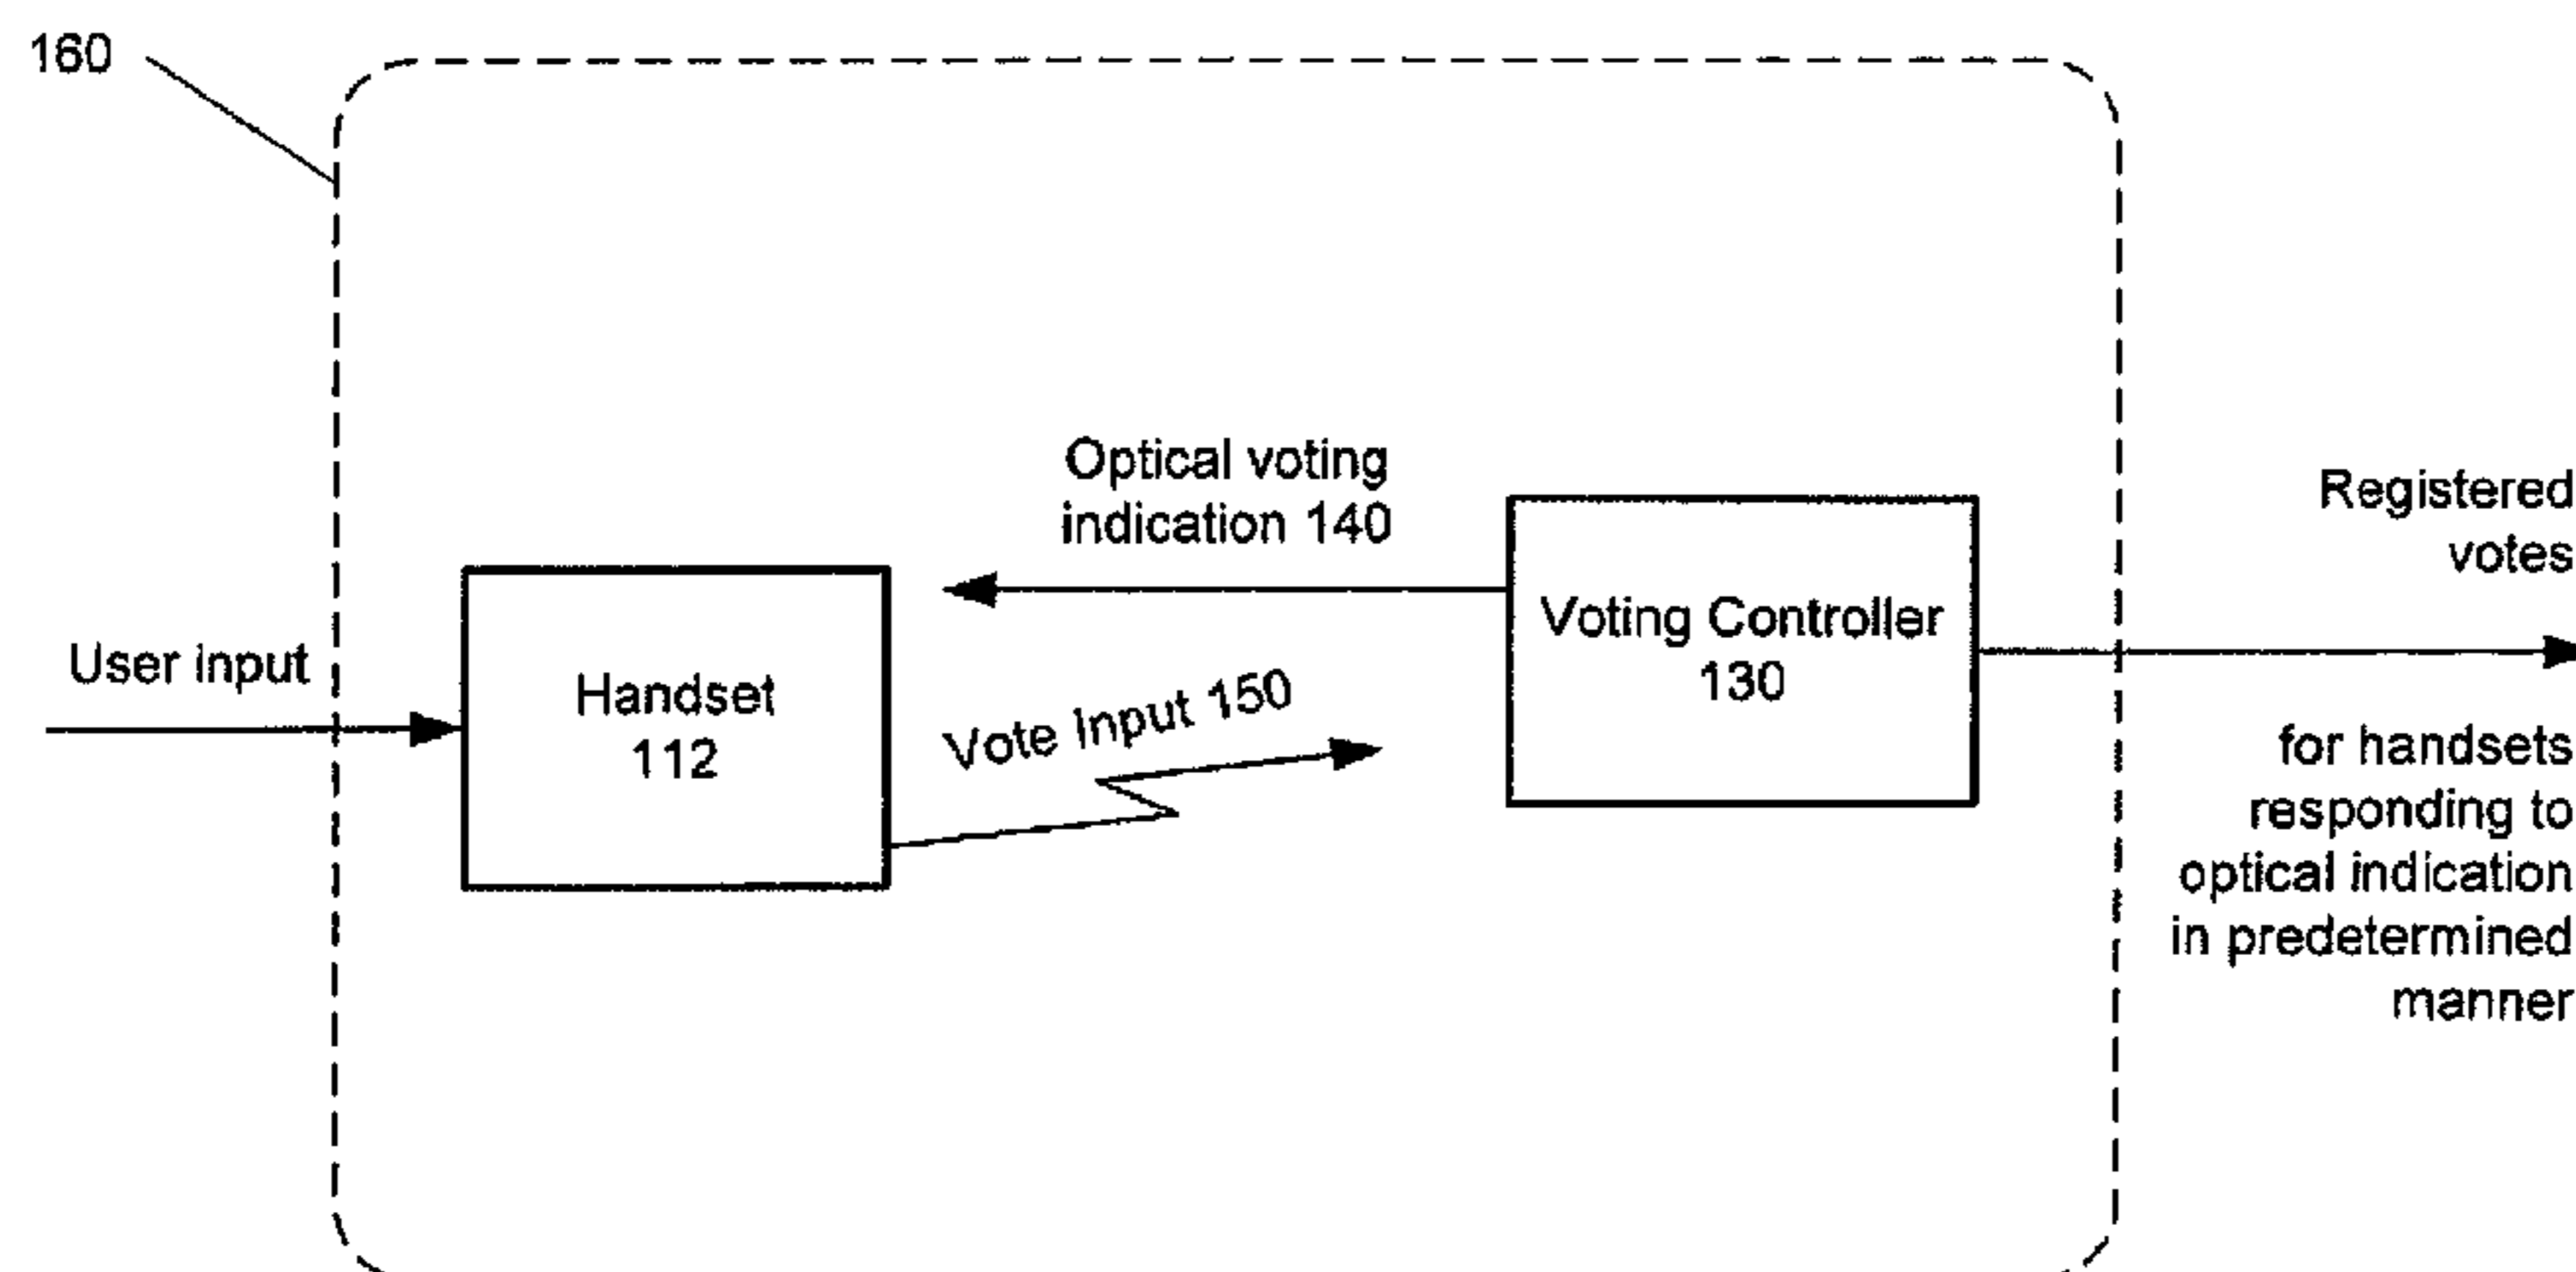 160
Optical voting
indication 140
Registered
votes
Voting Controller
130
User input
Handset
112
Vote Input 150
for handsets
responding to
optical indication
in predetermined
manner